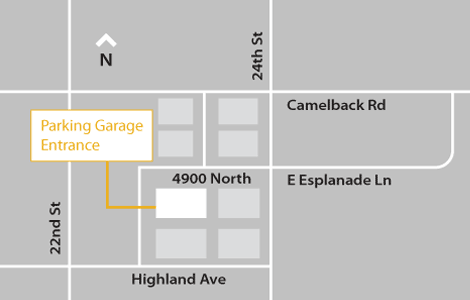 24th St
N
Camelback Rd
Parking Garage
Entrance
4900 North
E Esplanade Ln
22nd St
Highland Ave